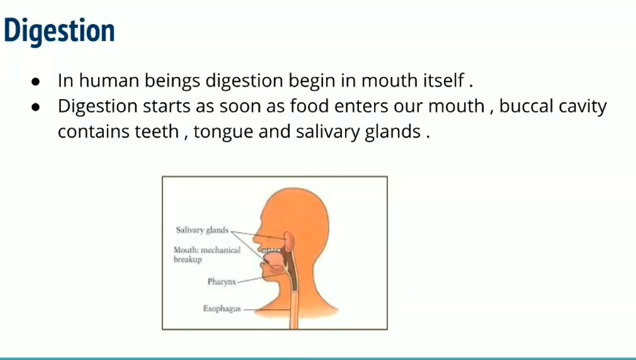 Digestion
● In human beings digestion begin in mouth itself .
● Digestion starts as soon as food enters our mouth , buccal cavity
contains teeth , tongue and salivary glands .
Salivary glands
Mouth: mechanical
breakup
Pharynx
Esophagus